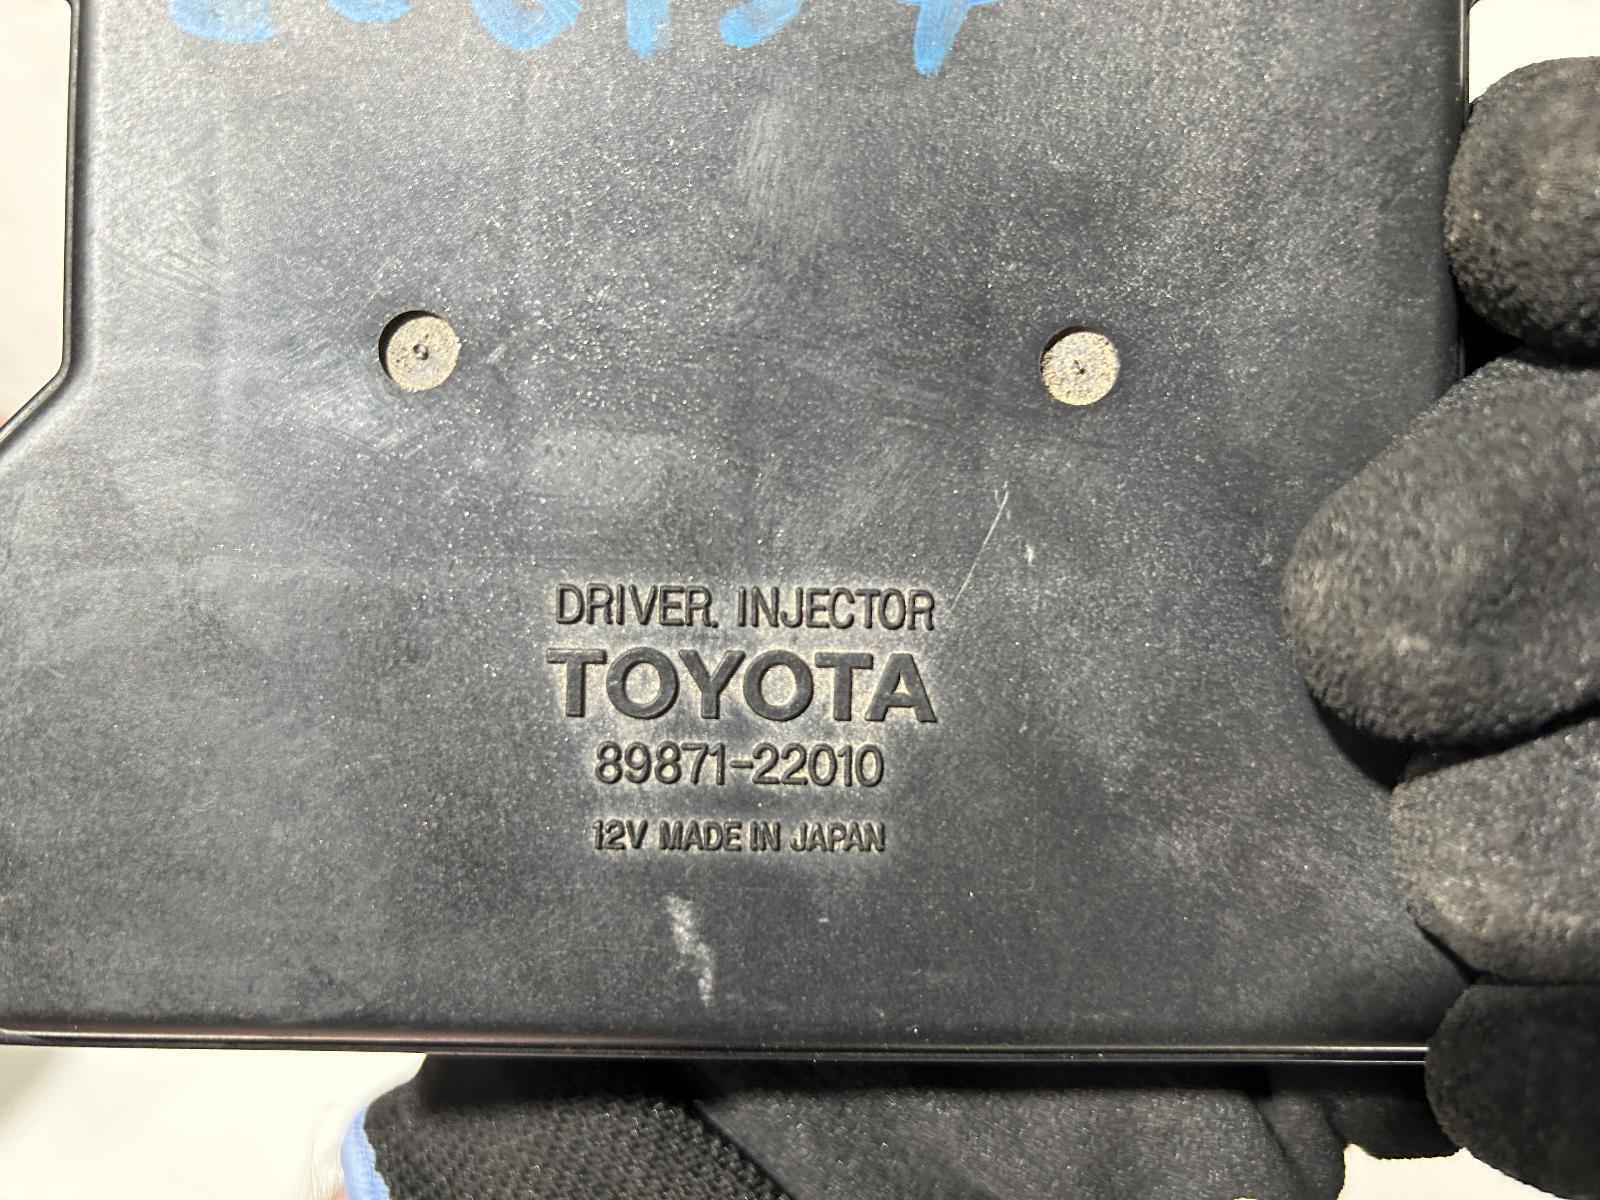 DRIVER. INJECTOR
TOYOTA
89871-22010
12V MADE IN JAPAN